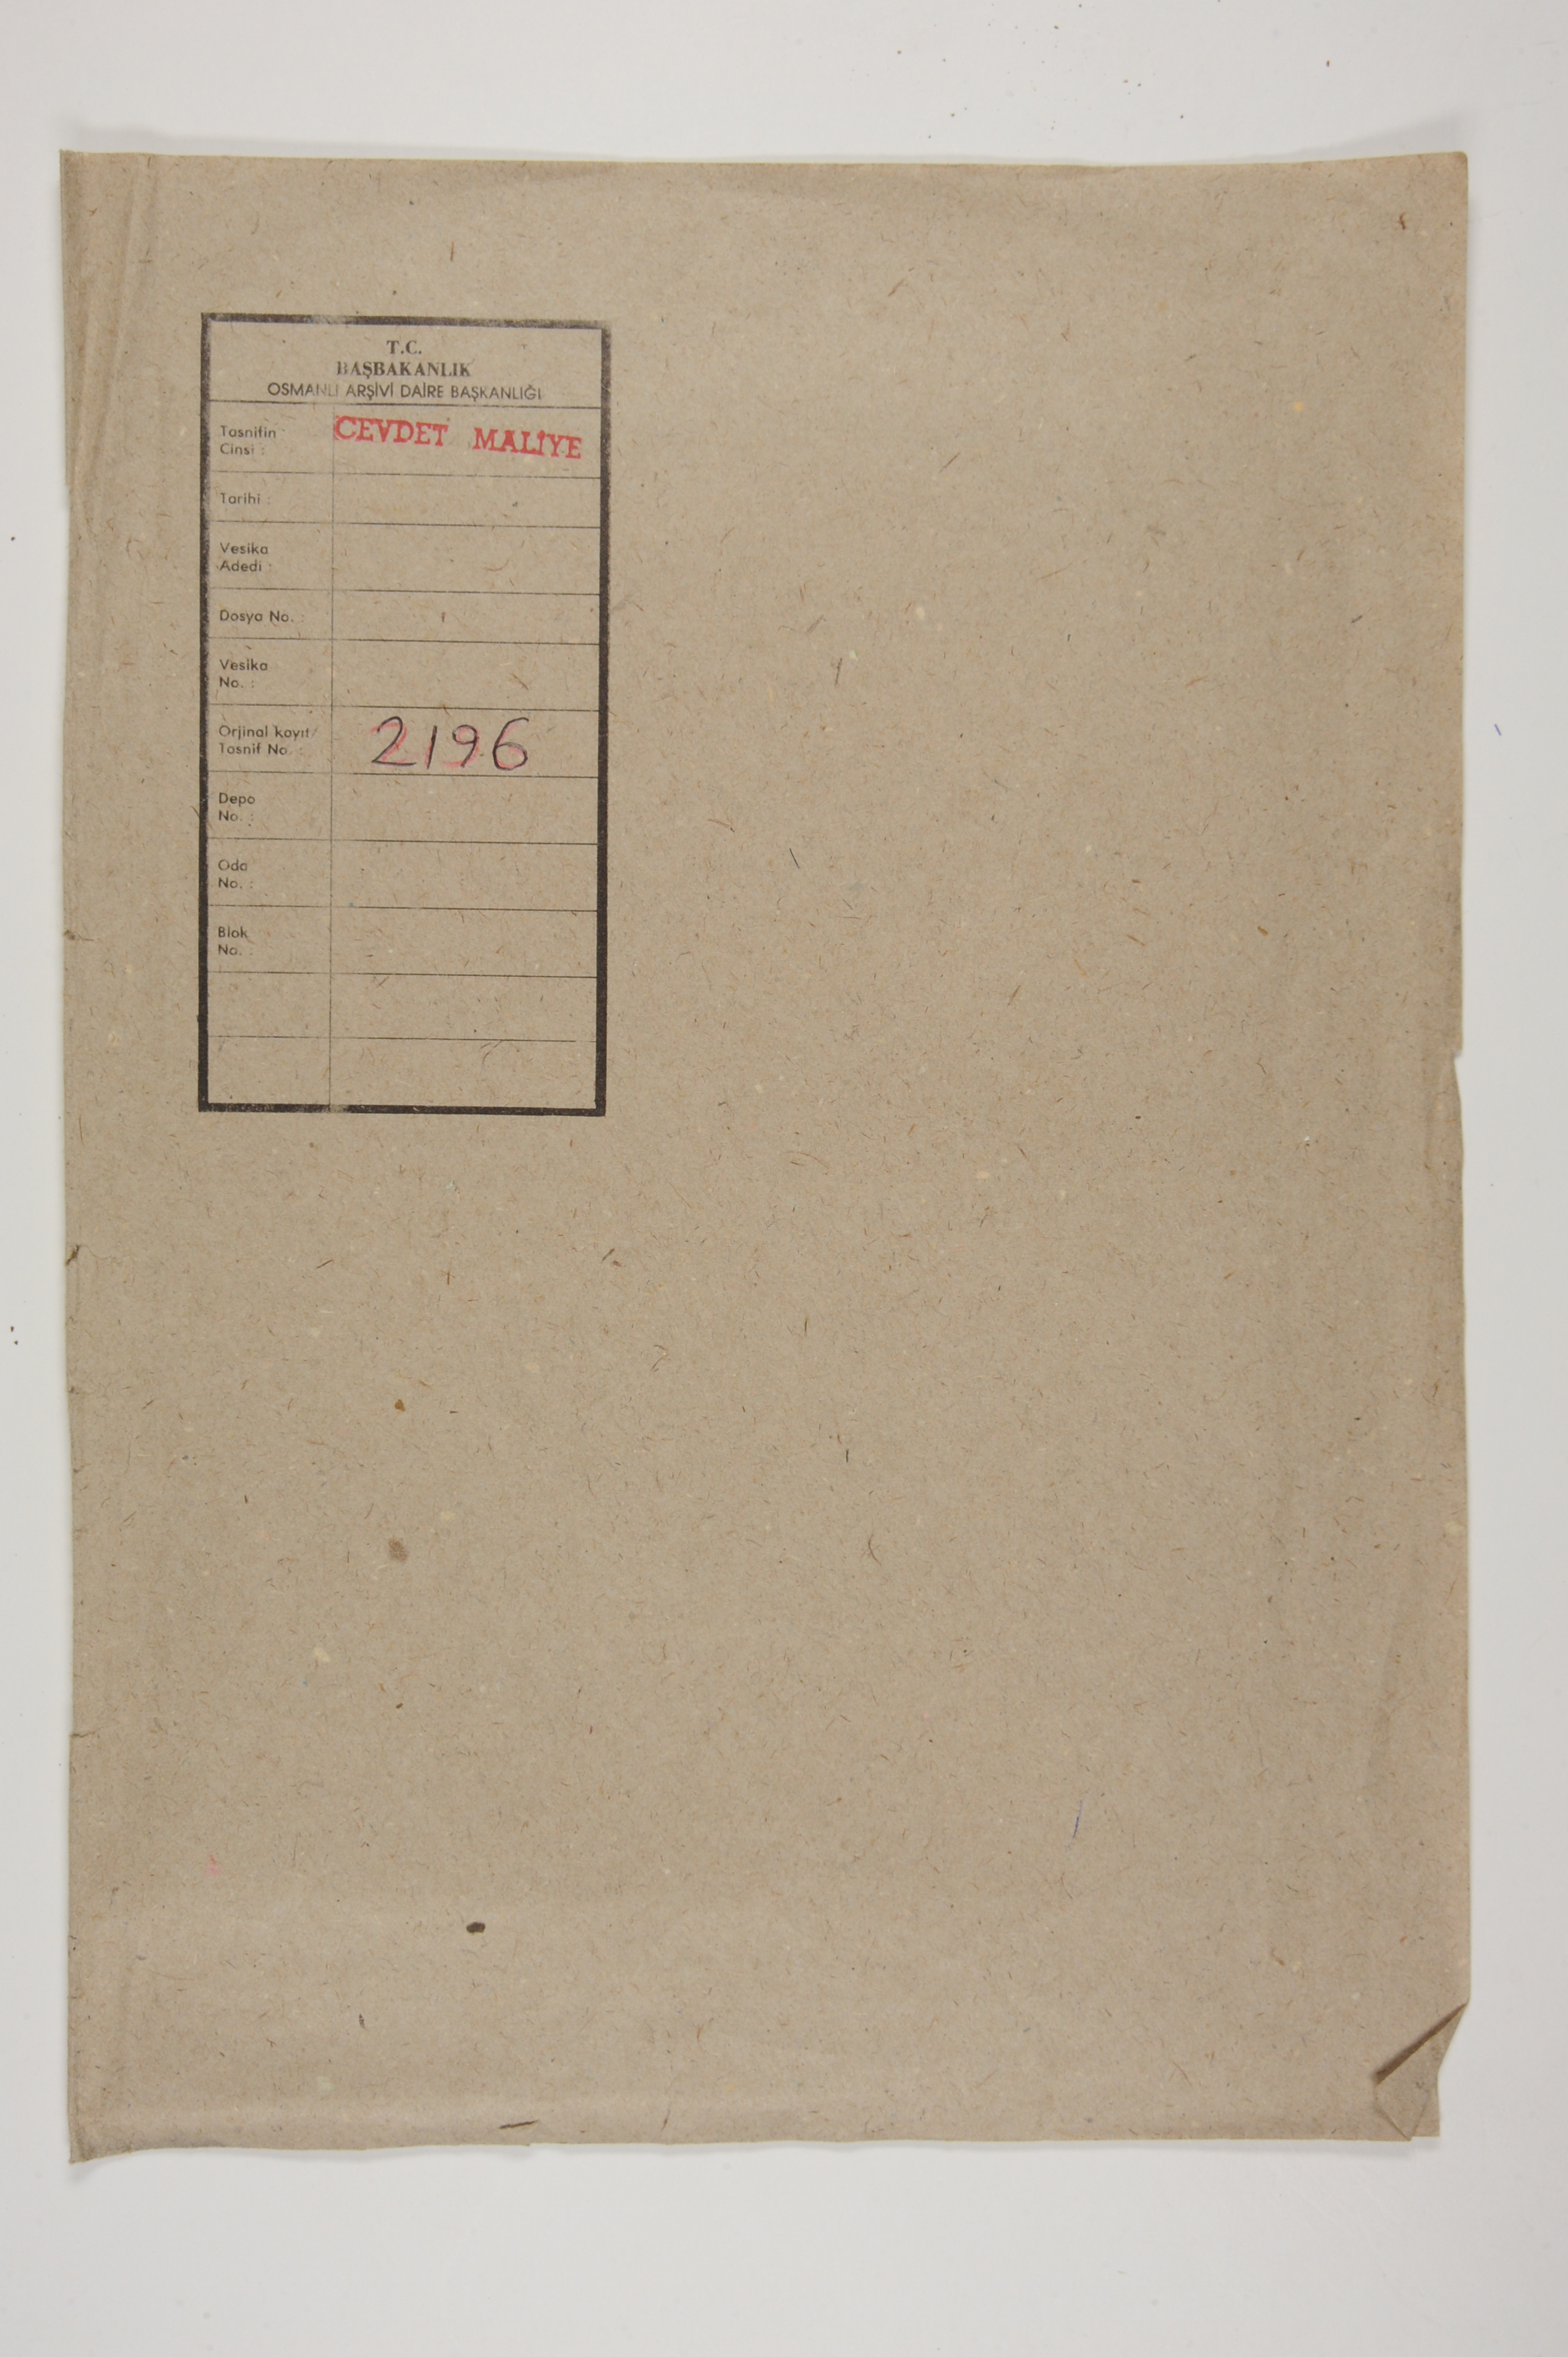 T.C.
BAŞBAKANLIK
OSMANLI ARŞİVİ DAİRE BAŞKANLIĞI
Tasnifin
Cinsi :
CEVDET MALİYE
Tarihi :
Vesika
Adedi :
Dosya No. :
Vesika
No. :
Orjinal kayıt/
Tasnif No. :
2196
Depo
No. :
Oda
No. :
Blok
No. :